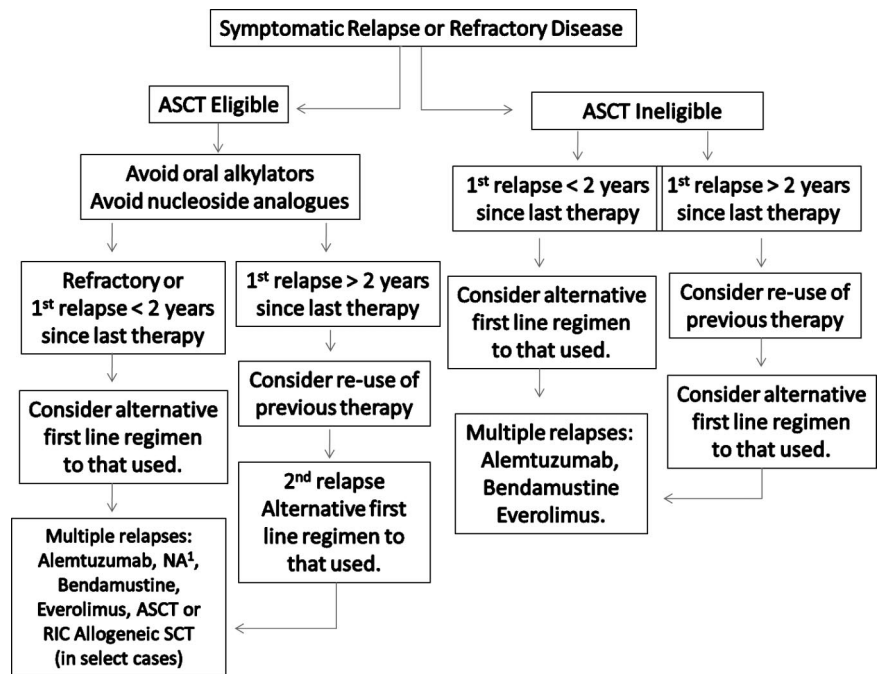 Symptomatic Relapse or Refractory Disease
ASCT Eligible
ASCT Ineligible
Avoid oral alkylators
Avoid nucleoside analogues
1st relapse < 2 years
since last therapy
1st relapse > 2 years
since last therapy
Refractory or
1st relapse < 2 years
since last therapy
1st relapse > 2 years
since last therapy
Consider alternative
first line regimen
to that used.
Consider re-use of
previous therapy
Consider alternative
first line regimen
to that used.
Consider re-use of
previous therapy
Multiple relapses:
Alemtuzumab,
Bendamustine
Everolimus.
Consider alternative
first line regimen
to that used.
2nd relapse
Alternative first
line regimen to
that used.
Multiple relapses:
Alemtuzumab, NA1,
Bendamustine,
Everolimus, ASCT or
RIC Allogeneic SCT
(in select cases)